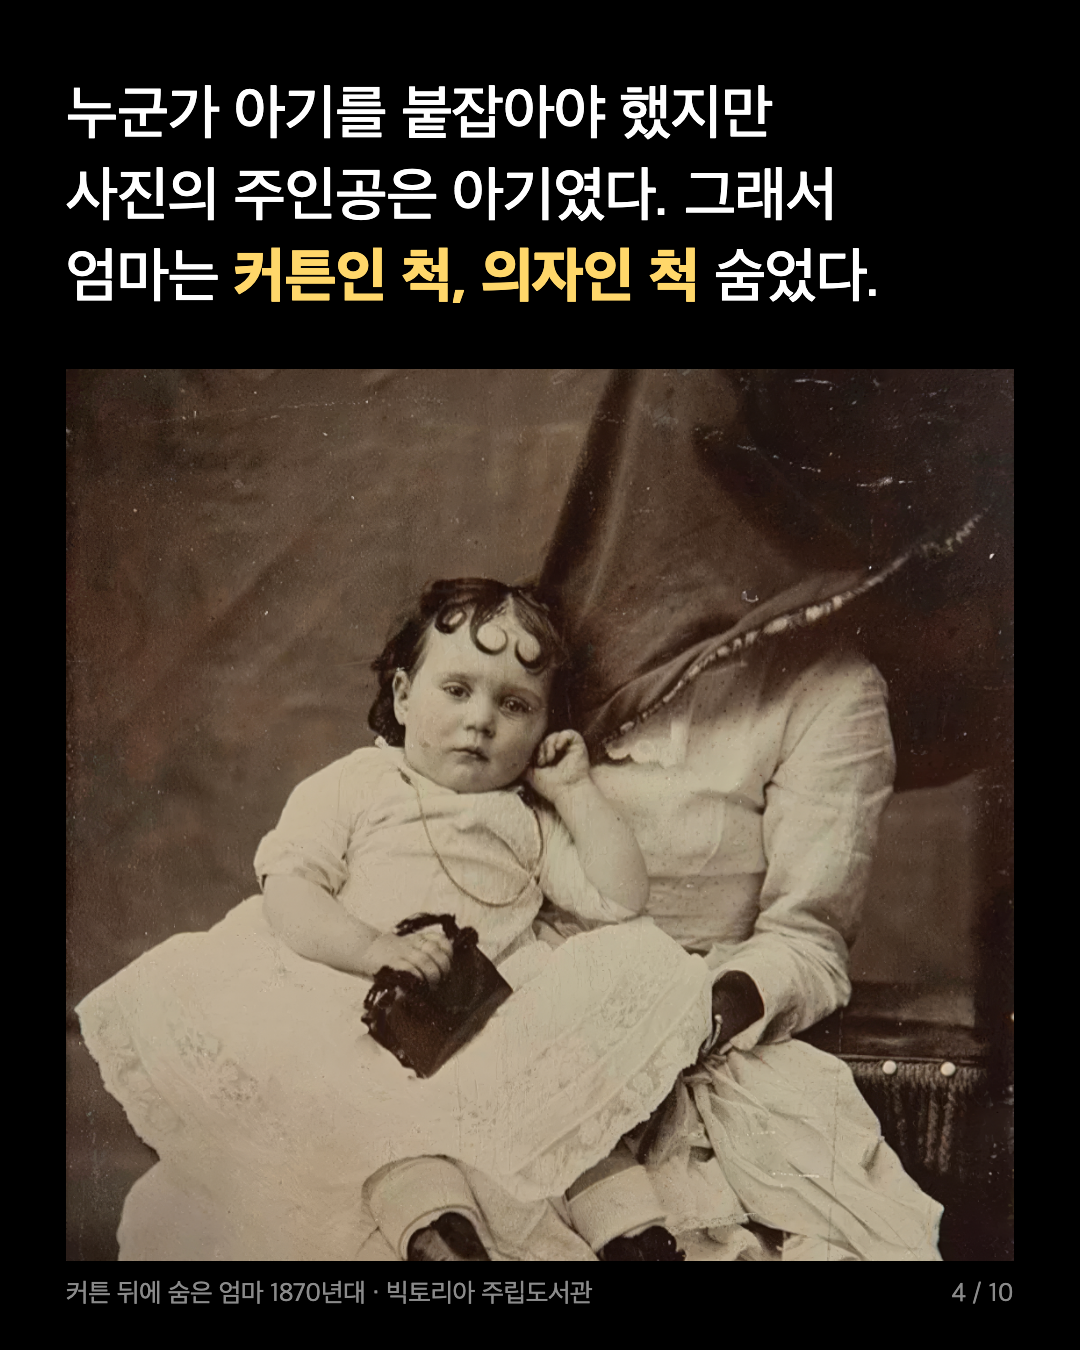 누군가 아기를 붙잡아야 했지만
사진의 주인공은 아기였다. 그래서
엄마는 커튼인 척, 의자인 척 숨었다.
커튼 뒤에 숨은 엄마 1870년대 · 빅토리아 주립도서관
4 / 10